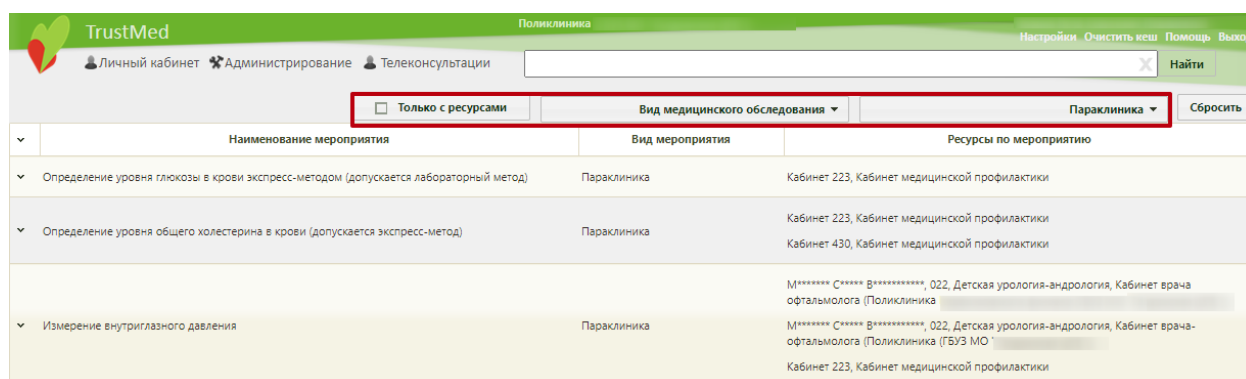 TrustMed
Поликлиника
Настройки Очистить кеш Помощь
Личный кабинет Администрирование Телеконсультации
X Найти
Только с ресурсами Вид медицинского обследования Параклиника Сбросить
Наименование мероприятия Вид мероприятия Ресурсы по мероприятию
Определение уровня глюкозы в крови экспресс-методом (допускается лабораторный метод) Параклиника Кабинет 223, Кабинет медицинской профилактики
Определение уровня общего холестерина в крови (допускается экспресс-метод) Параклиника Кабинет 223, Кабинет медицинской профилактики
Кабинет 430, Кабинет медицинской профилактики
М******* С***** В***********, 022, Детская урология-андрология, Кабинет врача
офтальмолога (Поликлиника
Измерение внутриглазного давления Параклиника М******* С***** В***********, 022, Детская урология-андрология, Кабинет врача-
офтальмолога (Поликлиника (ГБУЗ МО
Кабинет 223, Кабинет медицинской профилактики